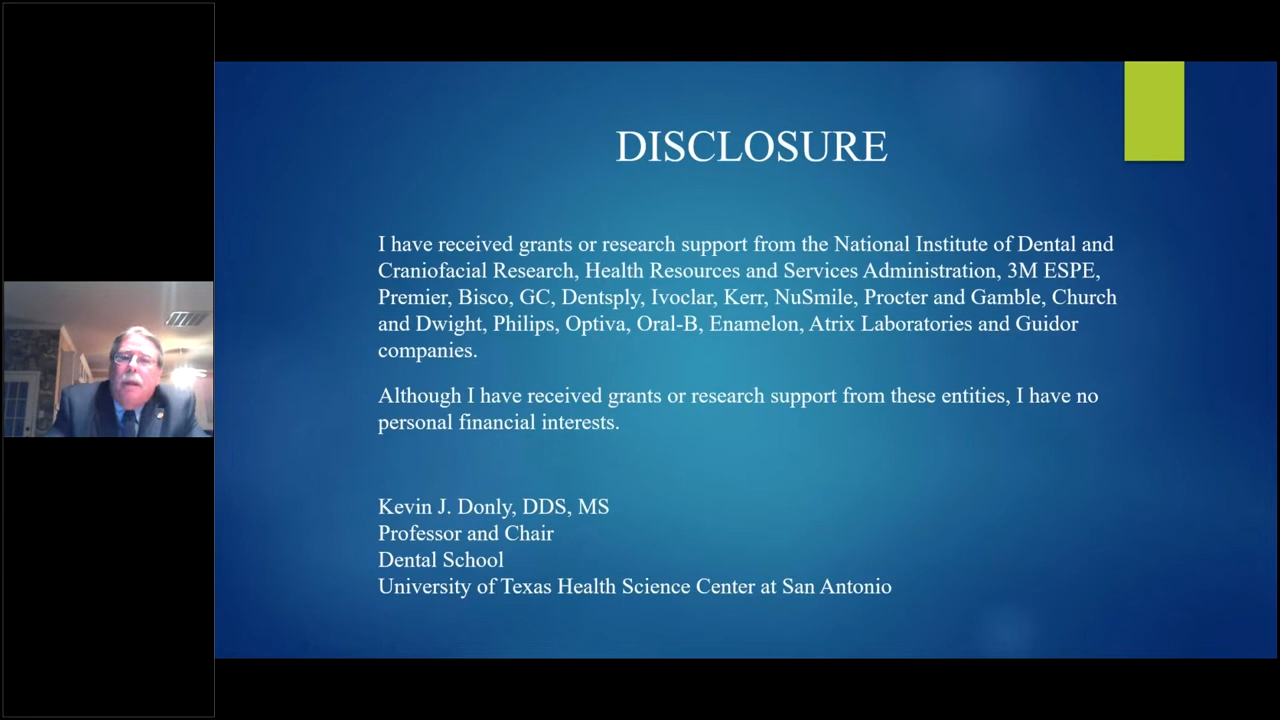 DISCLOSURE
I have received grants or research support from the National Institute of Dental and
Craniofacial Research, Health Resources and Services Administration, 3M ESPE,
Premier, Bisco, GC, Dentsply, Ivoclar, Kerr, NuSmile, Procter and Gamble, Church
and Dwight, Philips, Optiva, Oral-B, Enamelon, Atrix Laboratories and Guidor
companies.
Although I have received grants or research support from these entities, I have no
personal financial interests.
Kevin J. Donly, DDS, MS
Professor and Chair
Dental School
University of Texas Health Science Center at San Antonio